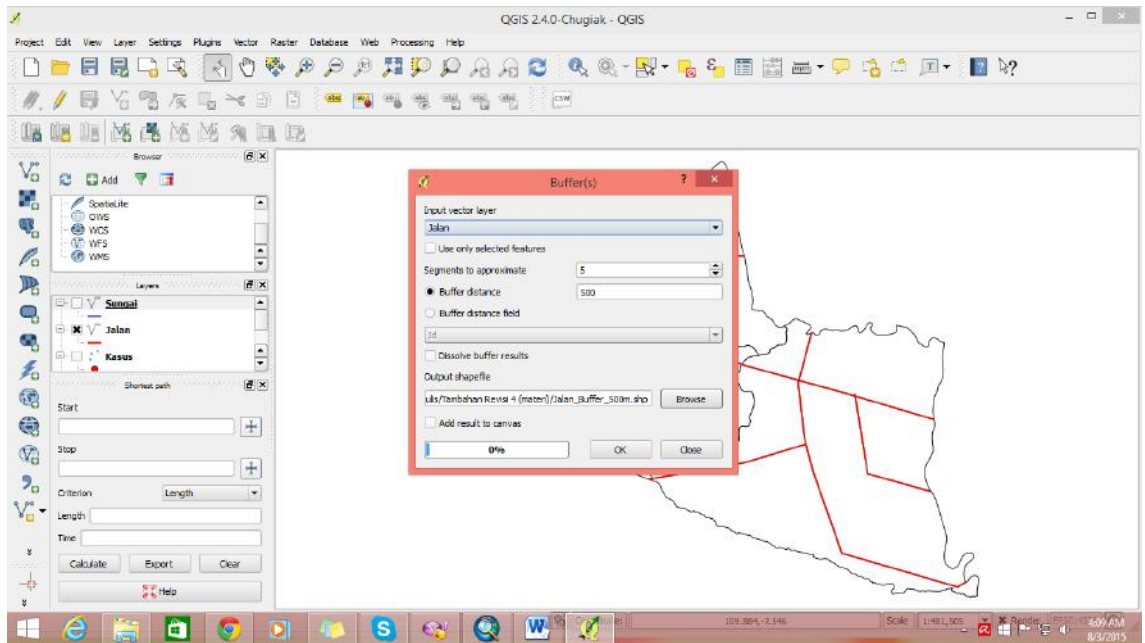 QGIS 2.4.0-Chugiak - QGIS
Project Edit View Layer Settings Plugins Vector Raster Database Web Processing Help
CSW
Browser
Add
SpatiaLite
OWS
WCS
WFS
WMS
Layers
Sungai
Jalan
Kasus
Shortest path
Start
Stop
Criterion Length
Length
Time
Calculate Export Clear
Help
Buffer(s)
Input vector layer
Jalan
Use only selected features
Segments to approximate 5
Buffer distance 500
Buffer distance field
Id
Dissolve buffer results
Output shapefile
ulis/Tambahan Revisi 4 (materi)/Jalan_Buffer_500m.shp Browse
Add result to canvas
0% OK Close
Scale 1:481,505
4:09 AM
8/3/2015